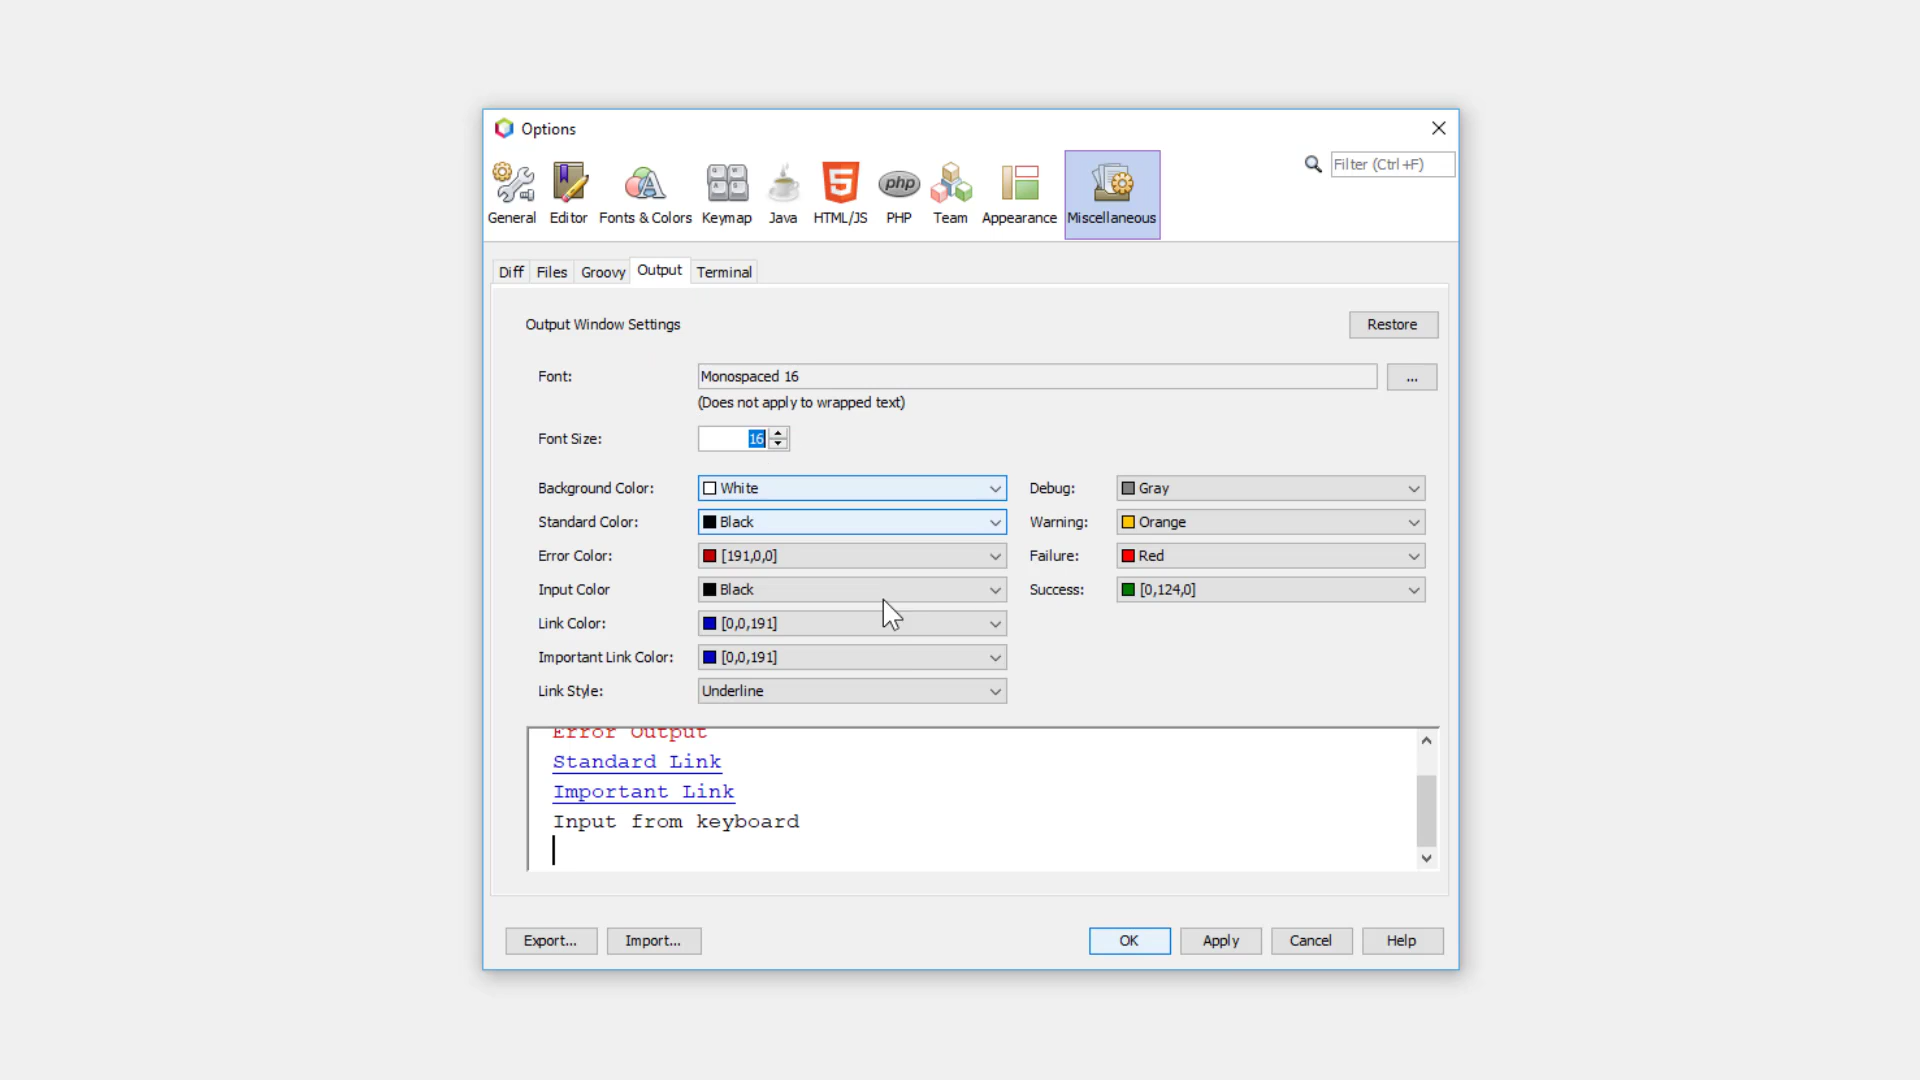 Options
Filter (Ctrl+F)
General Editor Fonts & Colors Keymap Java HTML/JS PHP Team Appearance Miscellaneous
Diff Files Groovy Output Terminal
Output Window Settings Restore
Font: Monospaced 16 ...
(Does not apply to wrapped text)
Font Size: 16
Background Color: White Debug: Gray
Standard Color: Black Warning: Orange
Error Color: [191,0,0] Failure: Red
Input Color Black Success: [0,124,0]
Link Color: [0,0,191]
Important Link Color: [0,0,191]
Link Style: Underline
Error Output
Standard Link
Important Link
Input from keyboard
Export... Import... OK Apply Cancel Help